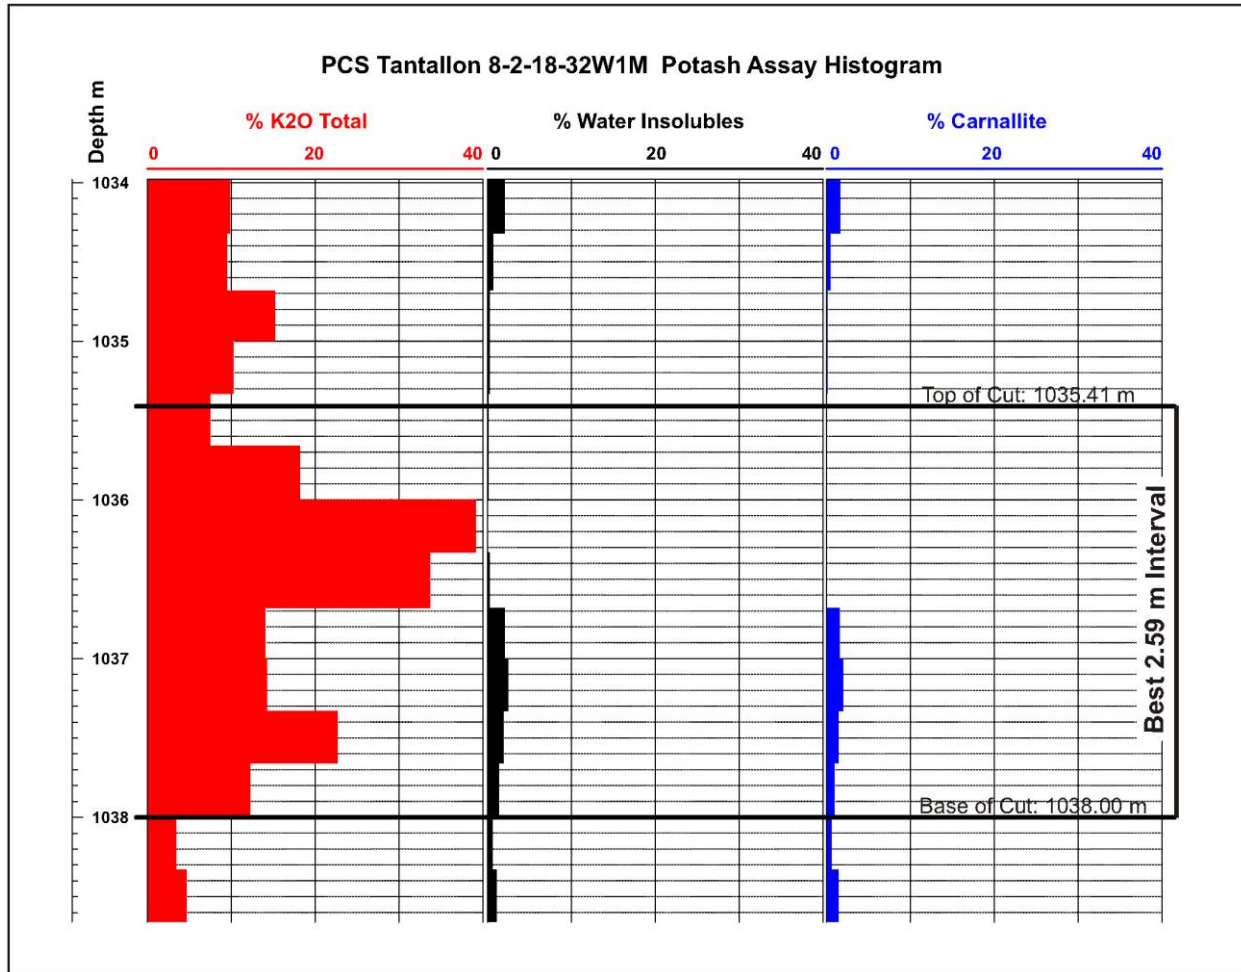 PCS Tantallon 8-2-18-32W1M Potash Assay Histogram
Depth m
% K2O Total
% Water Insolubles
% Carnallite
0 20 40
0 20 40
0 20 40
1034
1035
Top of Cut: 1035.41 m
1036
Best 2.59 m Interval
1037
Base of Cut: 1038.00 m
1038